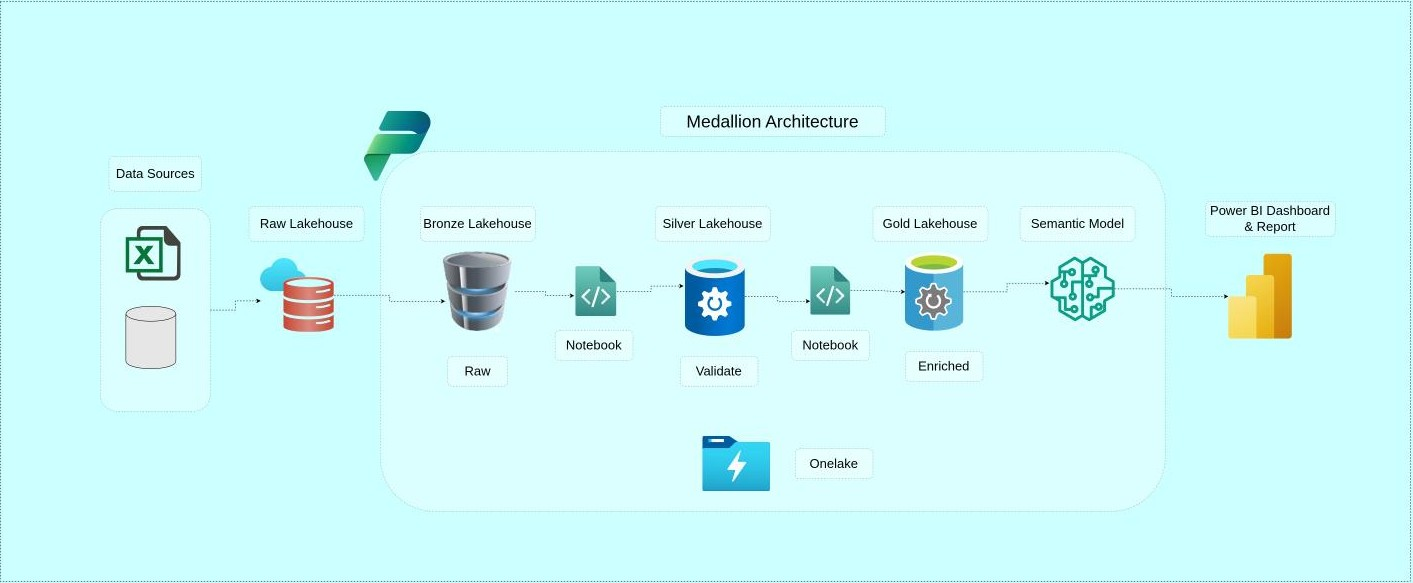 Medallion Architecture
Data Sources
Raw Lakehouse
Bronze Lakehouse
Silver Lakehouse
Gold Lakehouse
Semantic Model
Power BI Dashboard
& Report
X
</>
</>
Notebook
Notebook
Raw
Validate
Enriched
Onelake